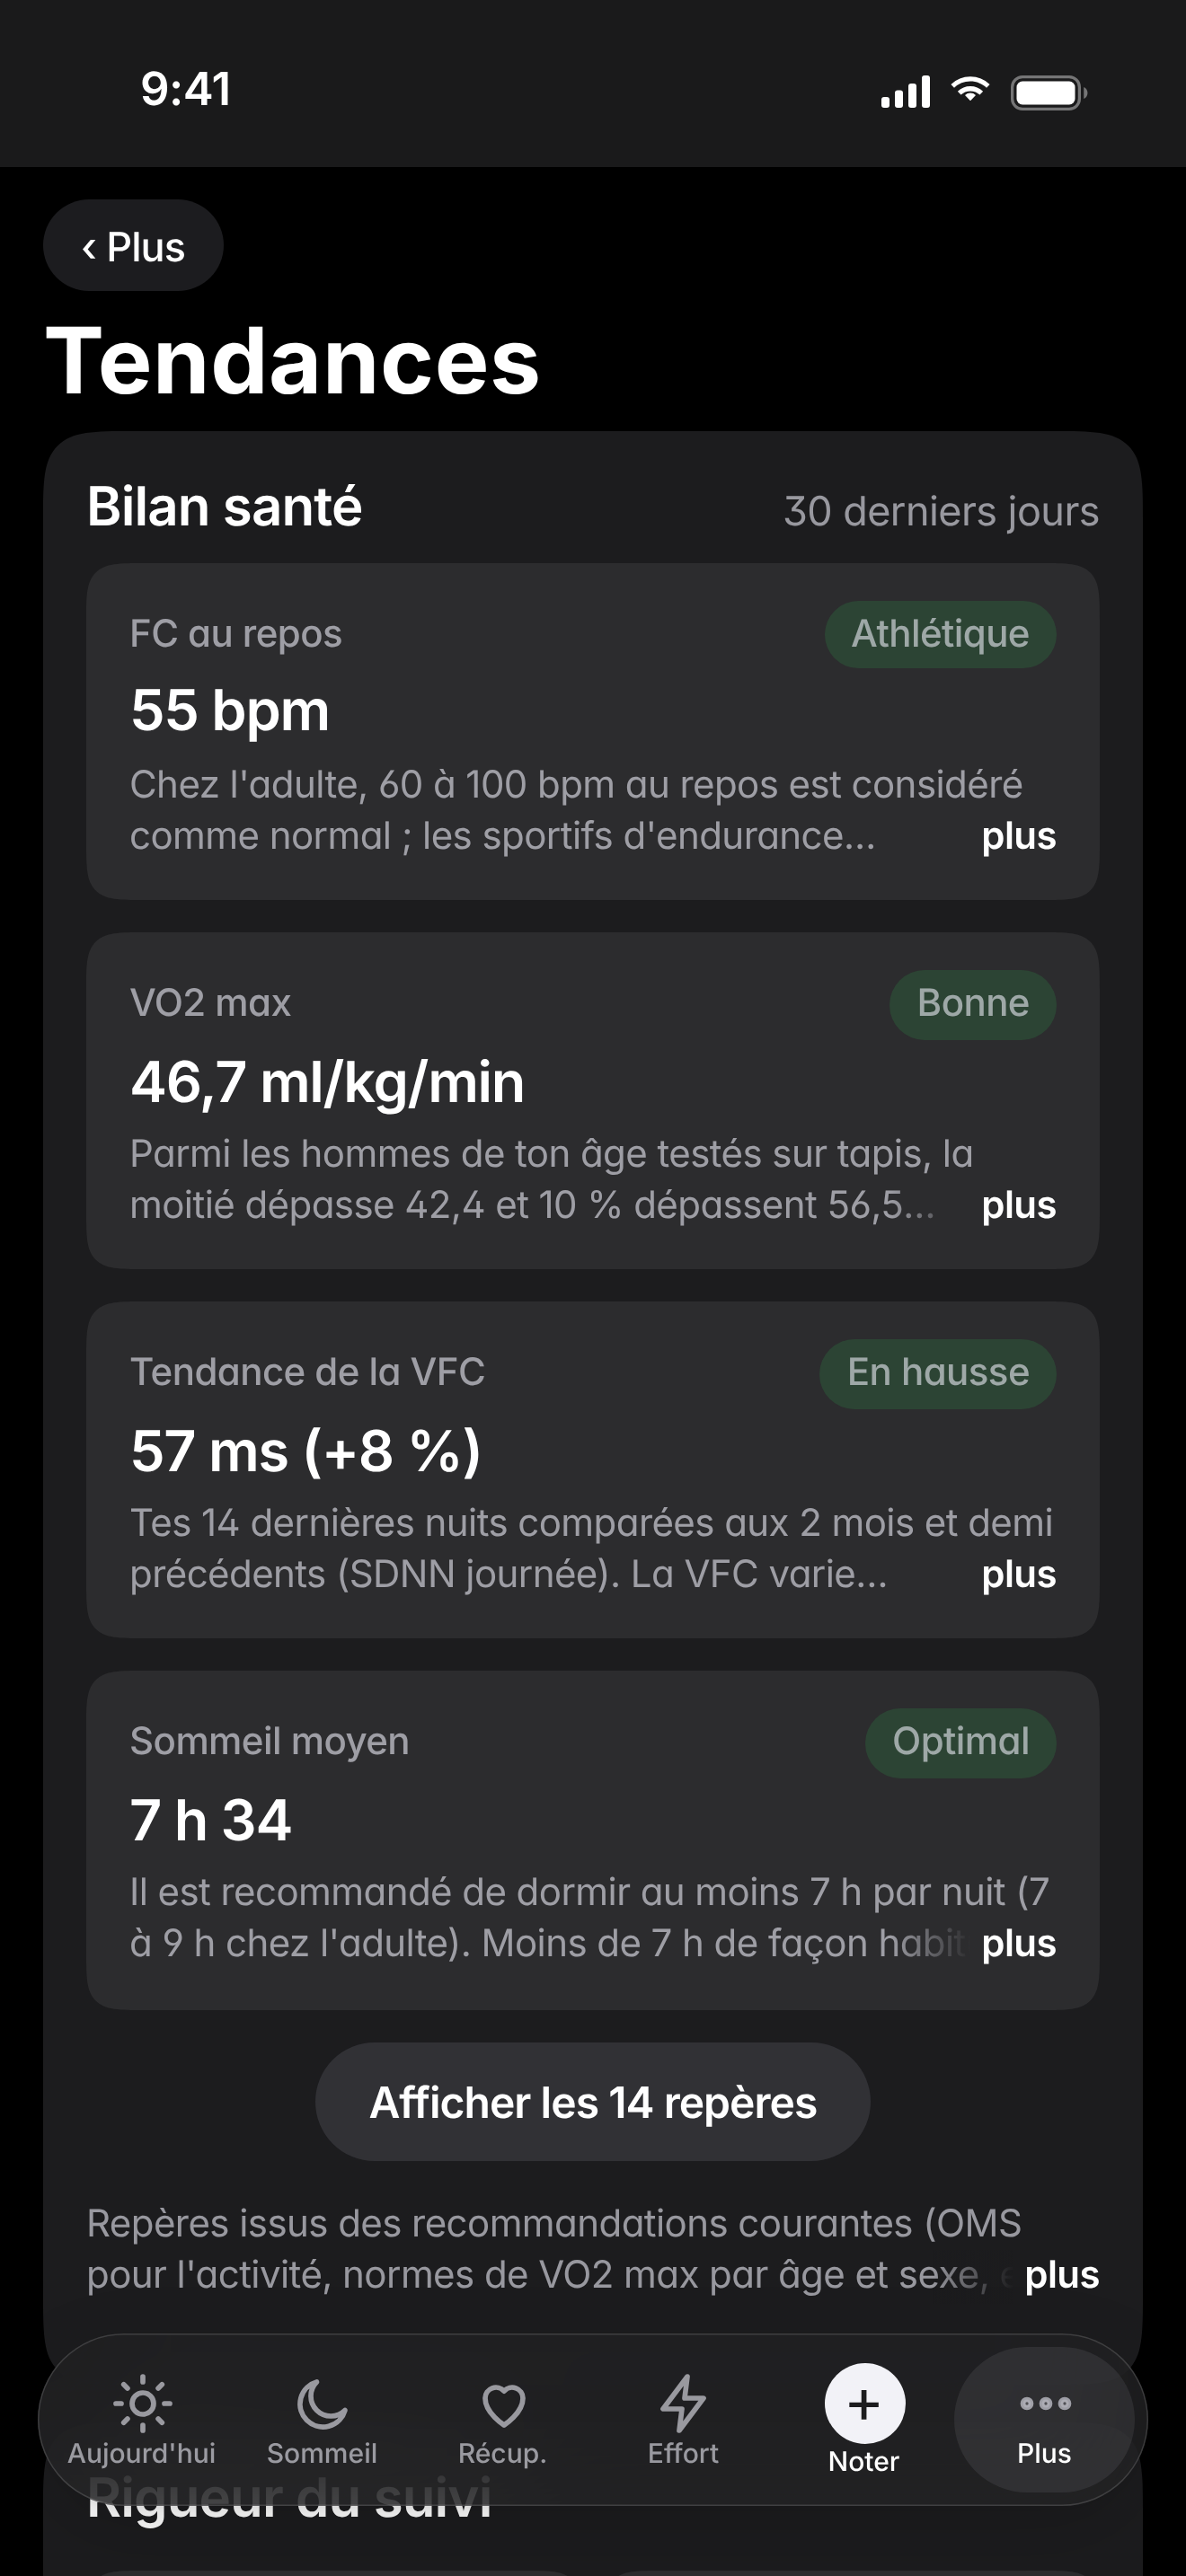 9:41
‹ Plus
Tendances
Bilan santé
30 derniers jours
FC au repos
Athlétique
55 bpm
Chez l'adulte, 60 à 100 bpm au repos est considéré
comme normal ; les sportifs d'endurance... plus
VO2 max
Bonne
46,7 ml/kg/min
Parmi les hommes de ton âge testés sur tapis, la
moitié dépasse 42,4 et 10 % dépassent 56,5... plus
Tendance de la VFC
En hausse
57 ms (+8 %)
Tes 14 dernières nuits comparées aux 2 mois et demi
précédents (SDNN journée). La VFC varie... plus
Sommeil moyen
Optimal
7 h 34
Il est recommandé de dormir au moins 7 h par nuit (7
à 9 h chez l'adulte). Moins de 7 h de façon habit plus
Afficher les 14 repères
Repères issus des recommandations courantes (OMS
pour l'activité, normes de VO2 max par âge et sexe, plus
Aujourd'hui
Sommeil
Récup.
Effort
Noter
Plus
Rigueur du suivi